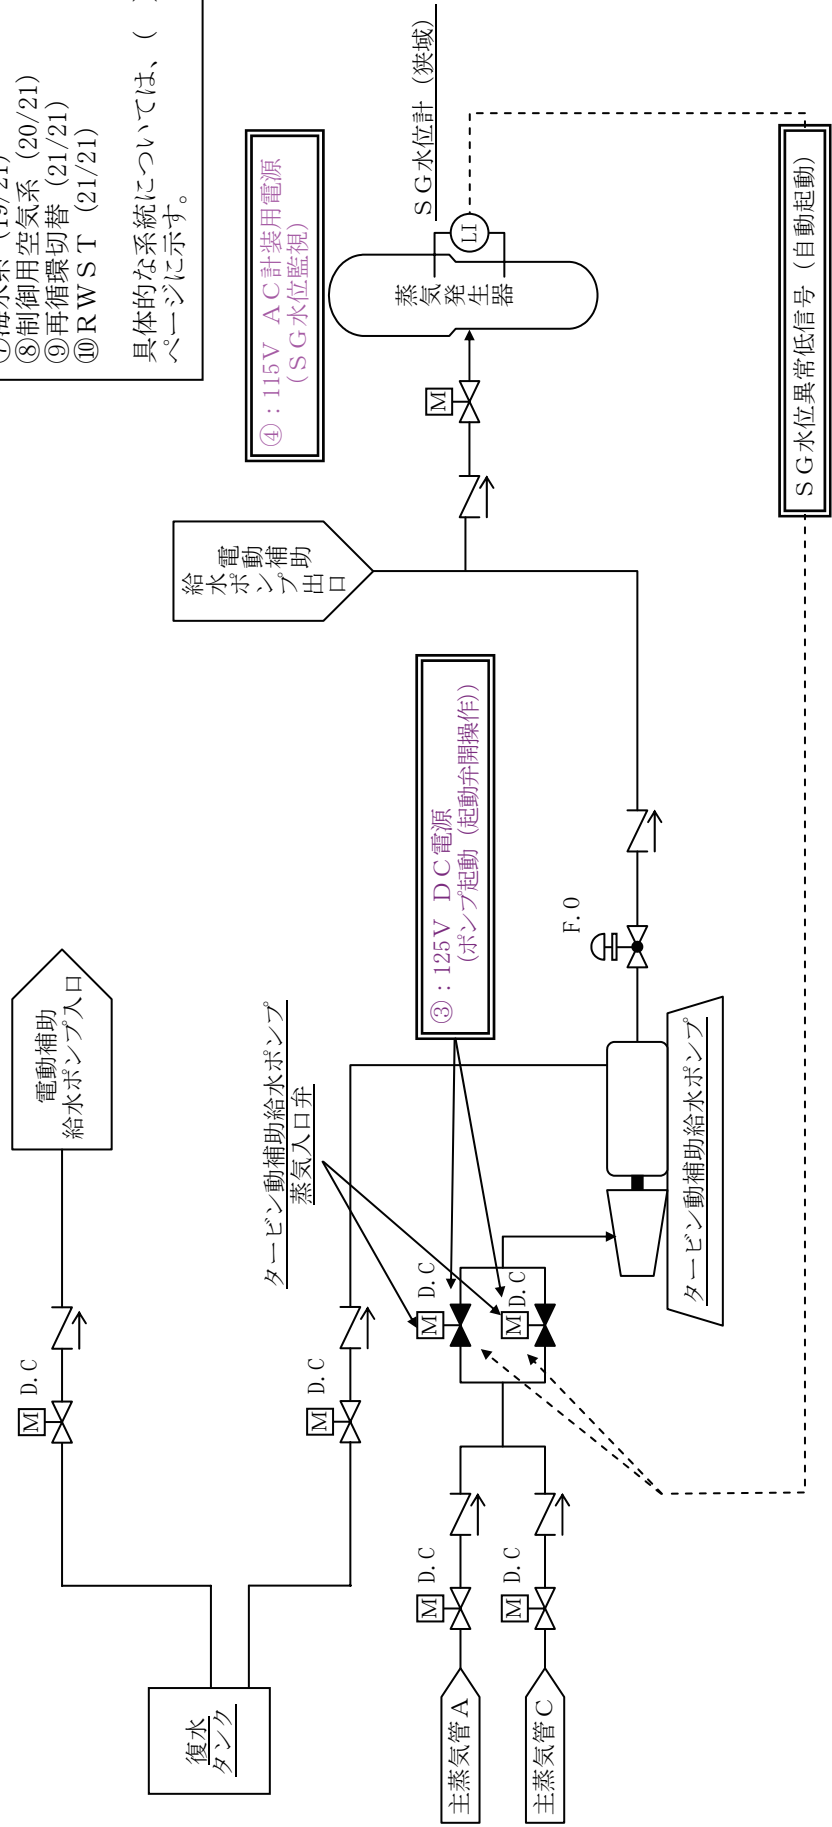 ⑧制御用空気系（20/21）
⑨再循環切替（21/21）
⑩ＲＷＳＴ（21/21）
具体的な系統については、（
ページに示す。
④：115V ＡＣ計装用電源
（ＳＧ水位監視）
ＳＧ水位計（狭域）
LI
蒸気
発生
器
M
ＳＧ水位異常低信号（自動起動）
電動補助
給水ポンプ出口
③：125V ＤＣ電源
（ポンプ起動（起動弁開操作））
F.O
電動補助
給水ポンプ入口
タービン動補助給水ポンプ
蒸気入口弁
タービン動補助給水ポンプ
M
D.C
M
D.C
M
D.C
M
D.C
M
D.C
M
D.C
復水
タンク
主蒸気管Ａ
主蒸気管Ｃ